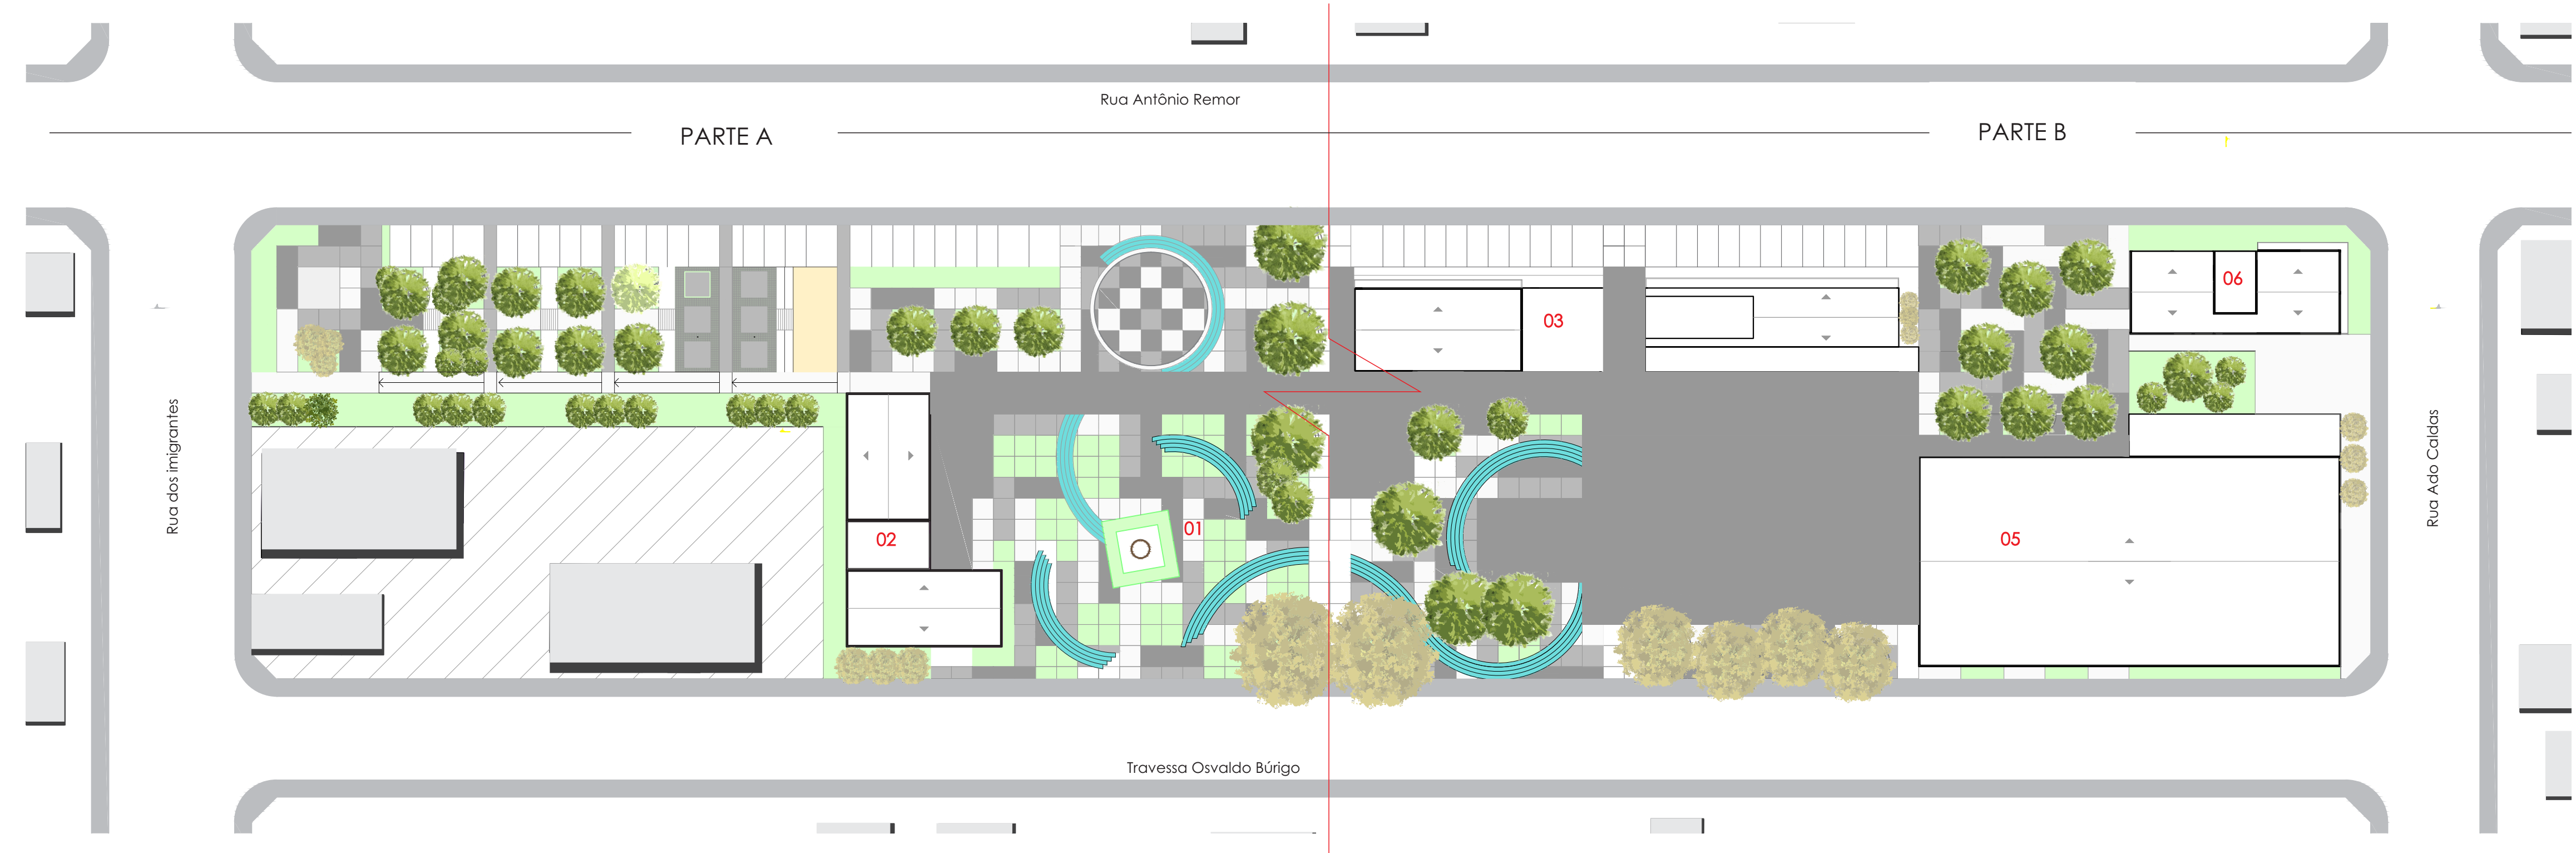 Rua Antônio Remor
PARTE A
PARTE B
06
03
Rua dos imigrantes
Rua Ado Caldas
01
02
05
Travessa Osvaldo Búrigo